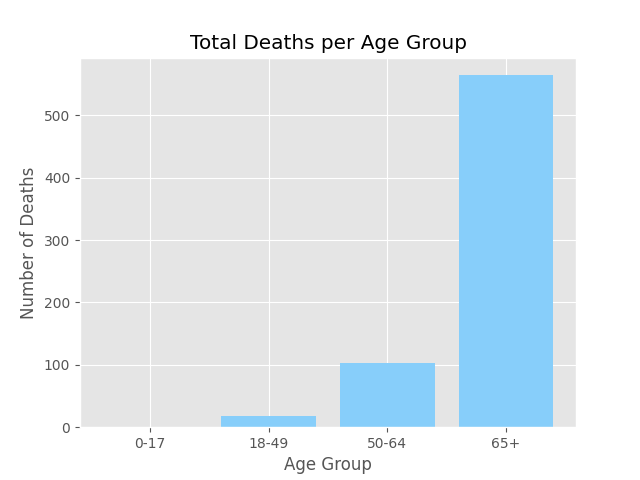 Total Deaths per Age Group
Number of Deaths
500
400
300
200
100
0
0-17 18-49 50-64 65+
Age Group